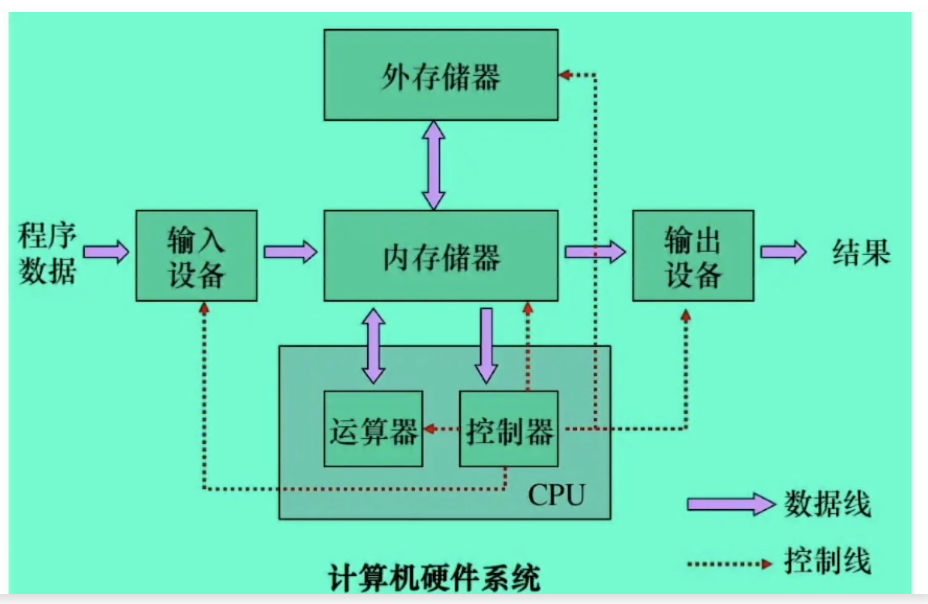 外存储器
程序
数据
输入
设备
内存储器
输出
设备
结果
运算器
控制器
CPU
数据线
控制线
计算机硬件系统